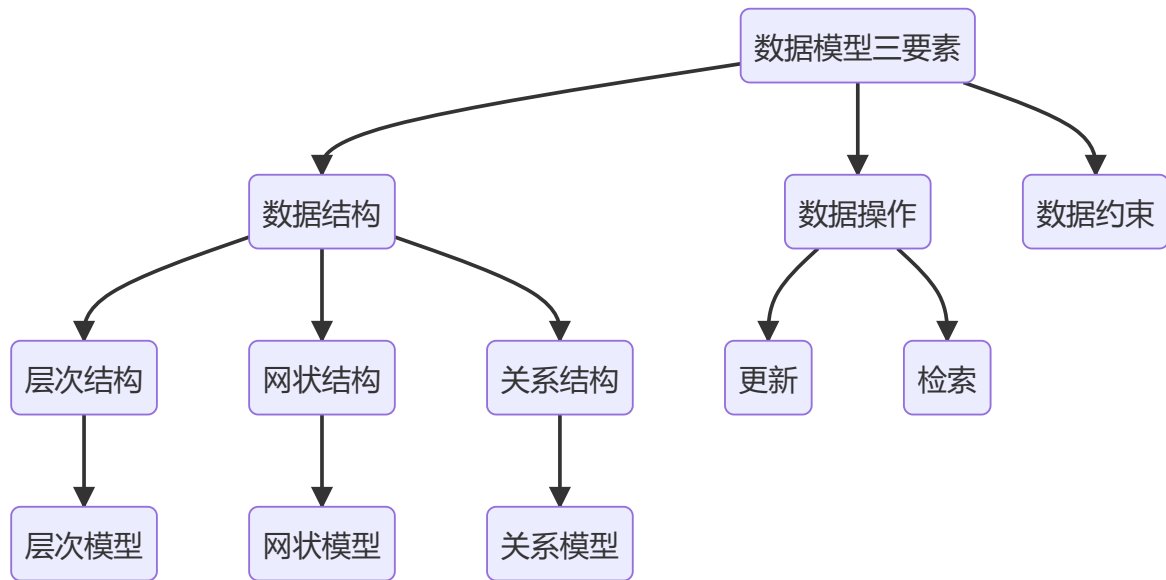 数据模型三要素
数据结构
数据操作
数据约束
层次结构
网状结构
关系结构
更新
检索
层次模型
网状模型
关系模型